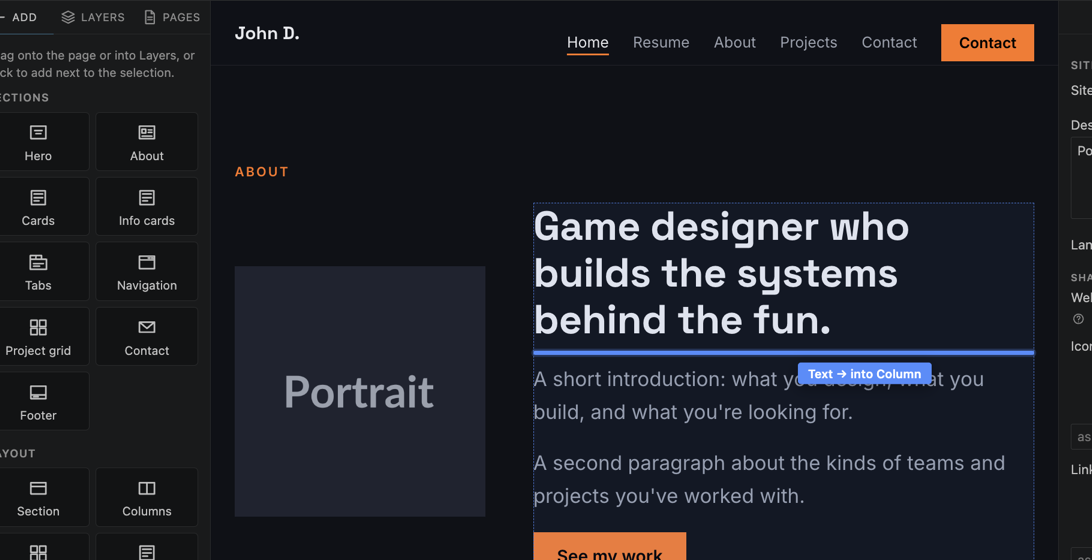 ADD LAYERS PAGES
ag onto the page or into Layers, or
ck to add next to the selection.
ECTIONS
Hero About
Cards Info cards
Tabs Navigation
Project grid Contact
Footer
AYOUT
Section Columns
John D.
Home Resume About Projects Contact Contact
ABOUT
Portrait
Game designer who
builds the systems
behind the fun.
Text → into Column
A short introduction: what you design, what you
build, and what you're looking for.
A second paragraph about the kinds of teams and
projects you've worked with.
See my work
SIT
Site
Des
Po
Lan
SHA
Wel
Icor
as
Link